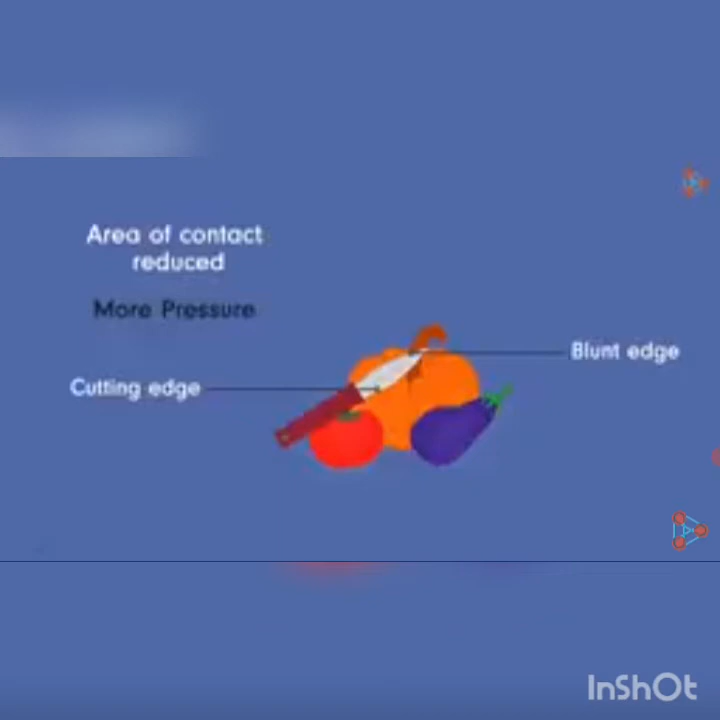 Area of contact
reduced
More Pressure
Blunt edge
Cutting edge
InShOt